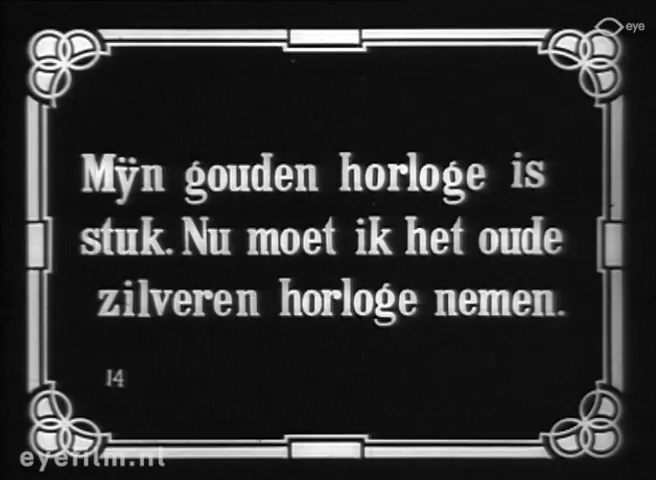 eye
Mÿn gouden horloge is
stuk. Nu moet ik het oude
zilveren horloge nemen.
14
eyefilm.nl